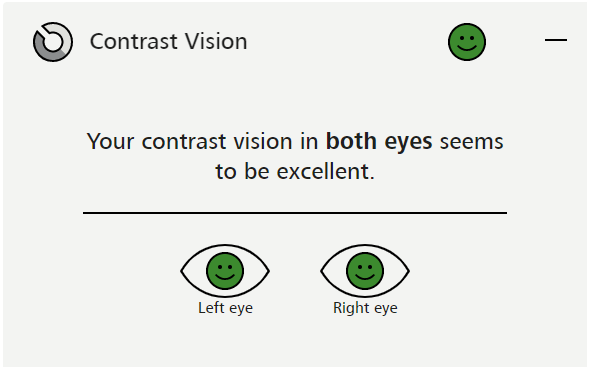 Contrast Vision
Your contrast vision in both eyes seems
to be excellent.
Left eye
Right eye